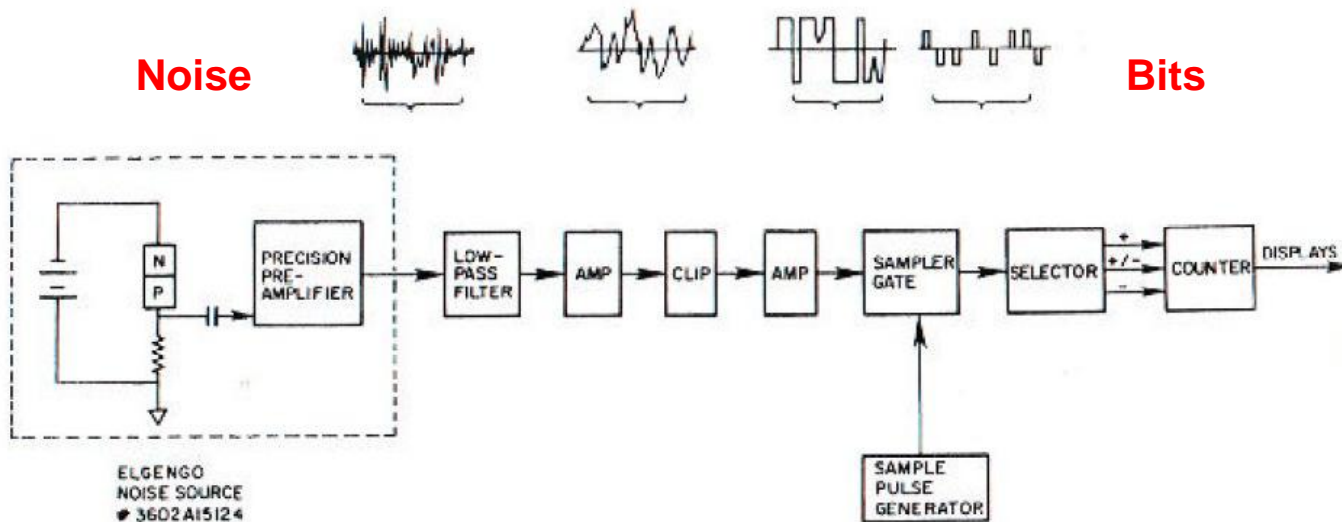 Noise
Bits
N
P
PRECISION
PRE-
AMPLIFIER
LOW-
PASS
FILTER
AMP
CLIP
AMP
SAMPLER
GATE
SELECTOR
+
+/-
-
COUNTER
DISPLAYS
SAMPLE
PULSE
GENERATOR
ELGENGO
NOISE SOURCE
# 3602A15124